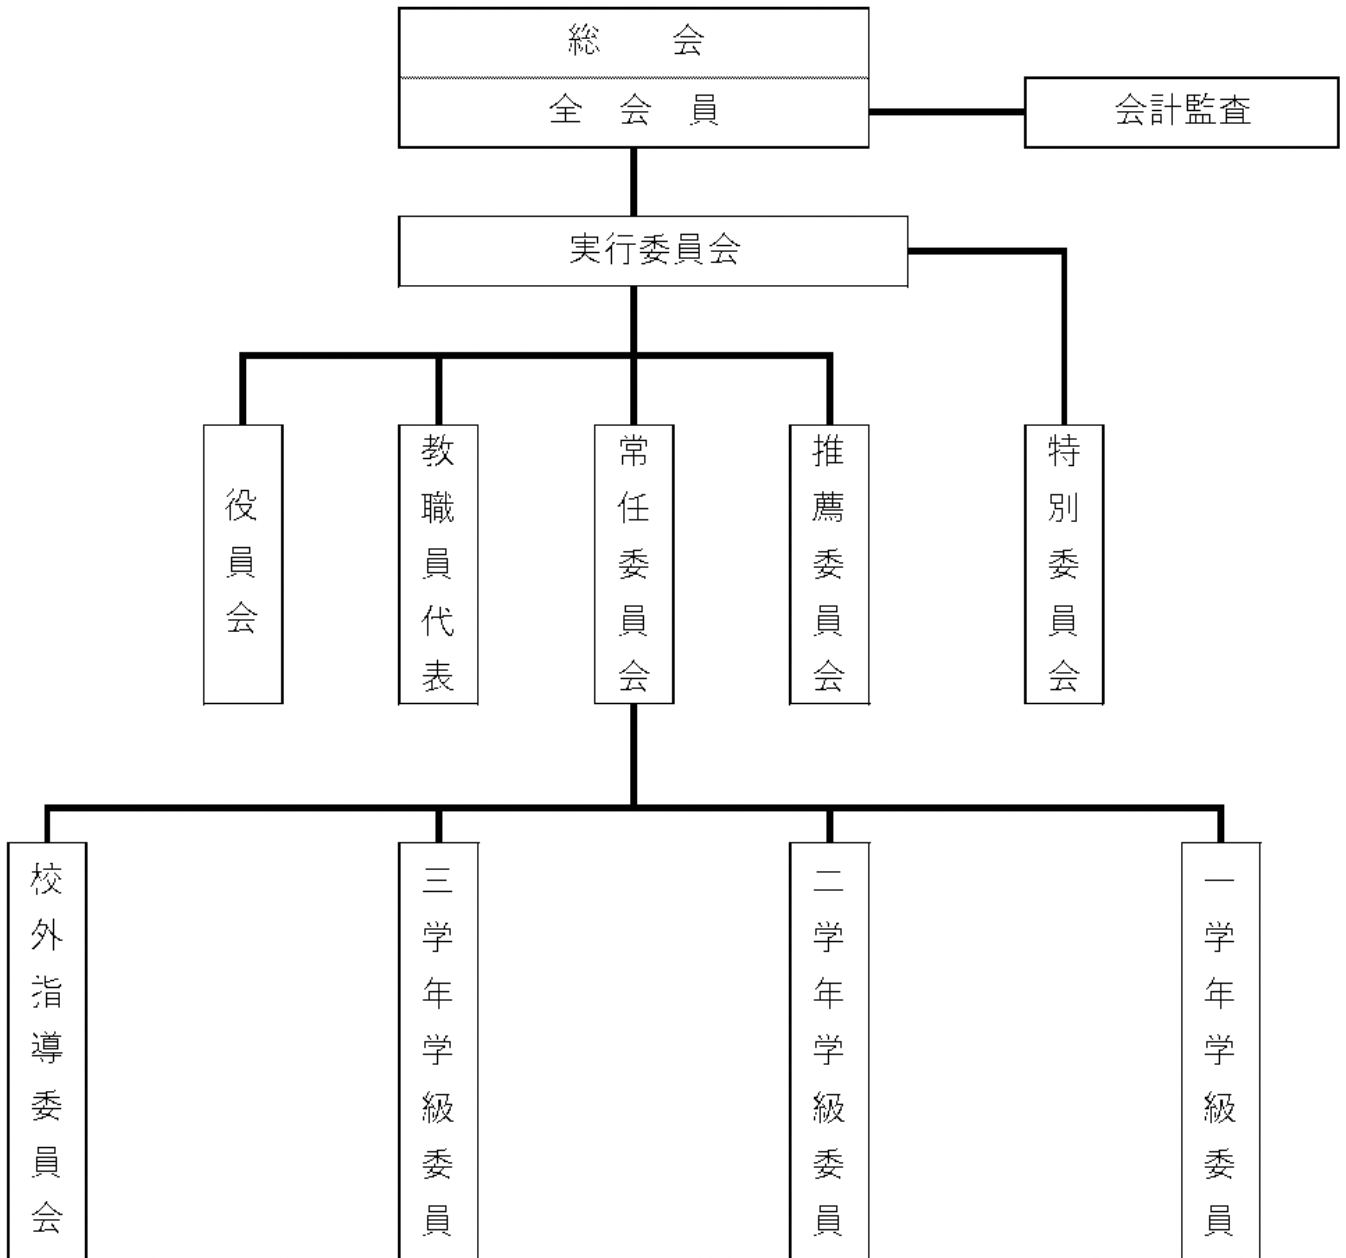 総　会
全会員
会計監査
実行委員会
役員会
教職員代表
常任委員会
推薦委員会
特別委員会
校外指導委員会
三学年学級委員
二学年学級委員
一学年学級委員